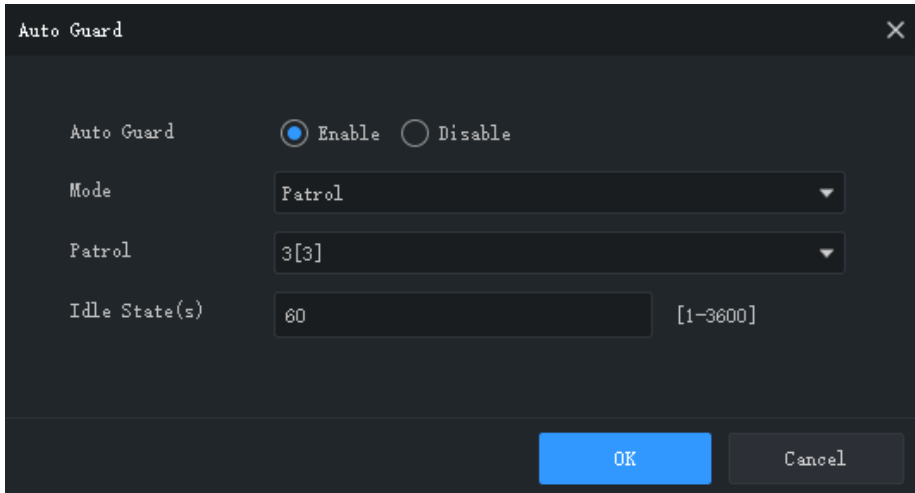 Auto Guard
Auto Guard Enable Disable
Mode Patrol
Patrol 3[3]
Idle State(s) 60 [1-3600]
OK Cancel